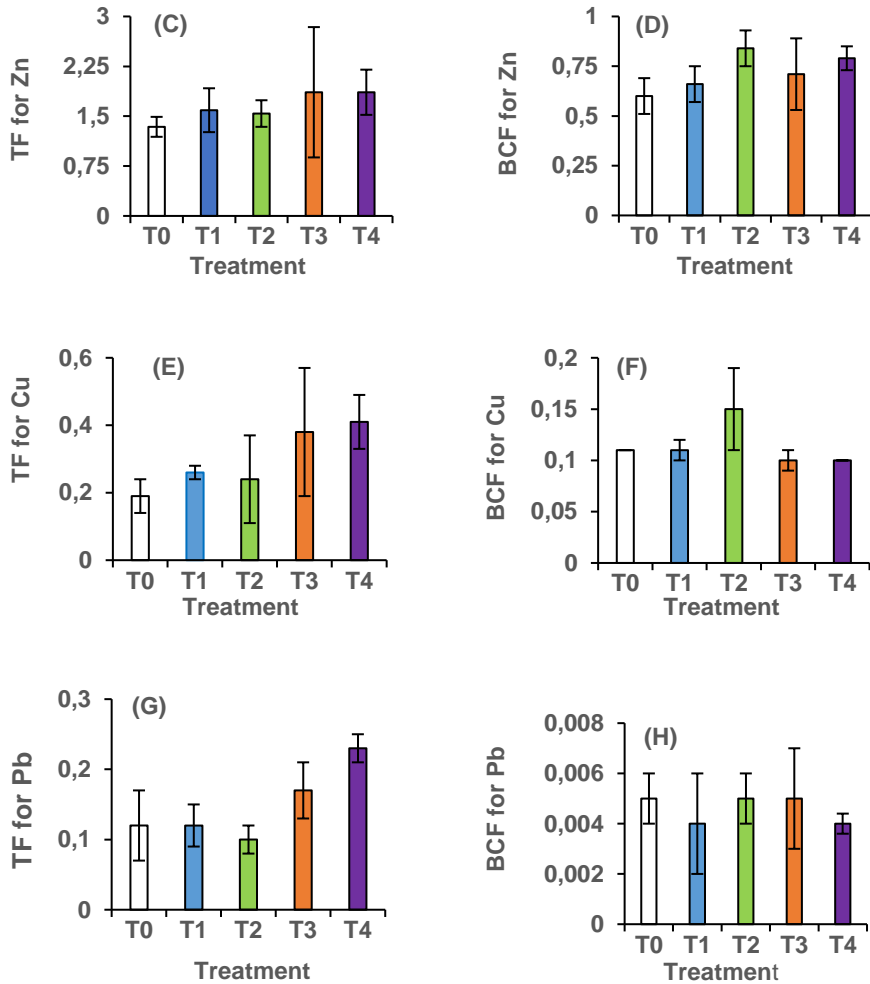 (C)
TF for Zn
3
2,25
1,5
0,75
0
T0 T1 T2 T3 T4
Treatment
(D)
BCF for Zn
1
0,75
0,5
0,25
0
T0 T1 T2 T3 T4
Treatment
(E)
TF for Cu
0,6
0,4
0,2
0
T0 T1 T2 T3 T4
Treatment
(F)
BCF for Cu
0,2
0,15
0,1
0,05
0
T0 T1 T2 T3 T4
Treatment
(G)
TF for Pb
0,3
0,2
0,1
0
T0 T1 T2 T3 T4
Treatment
(H)
BCF for Pb
0,008
0,006
0,004
0,002
0
T0 T1 T2 T3 T4
Treatment